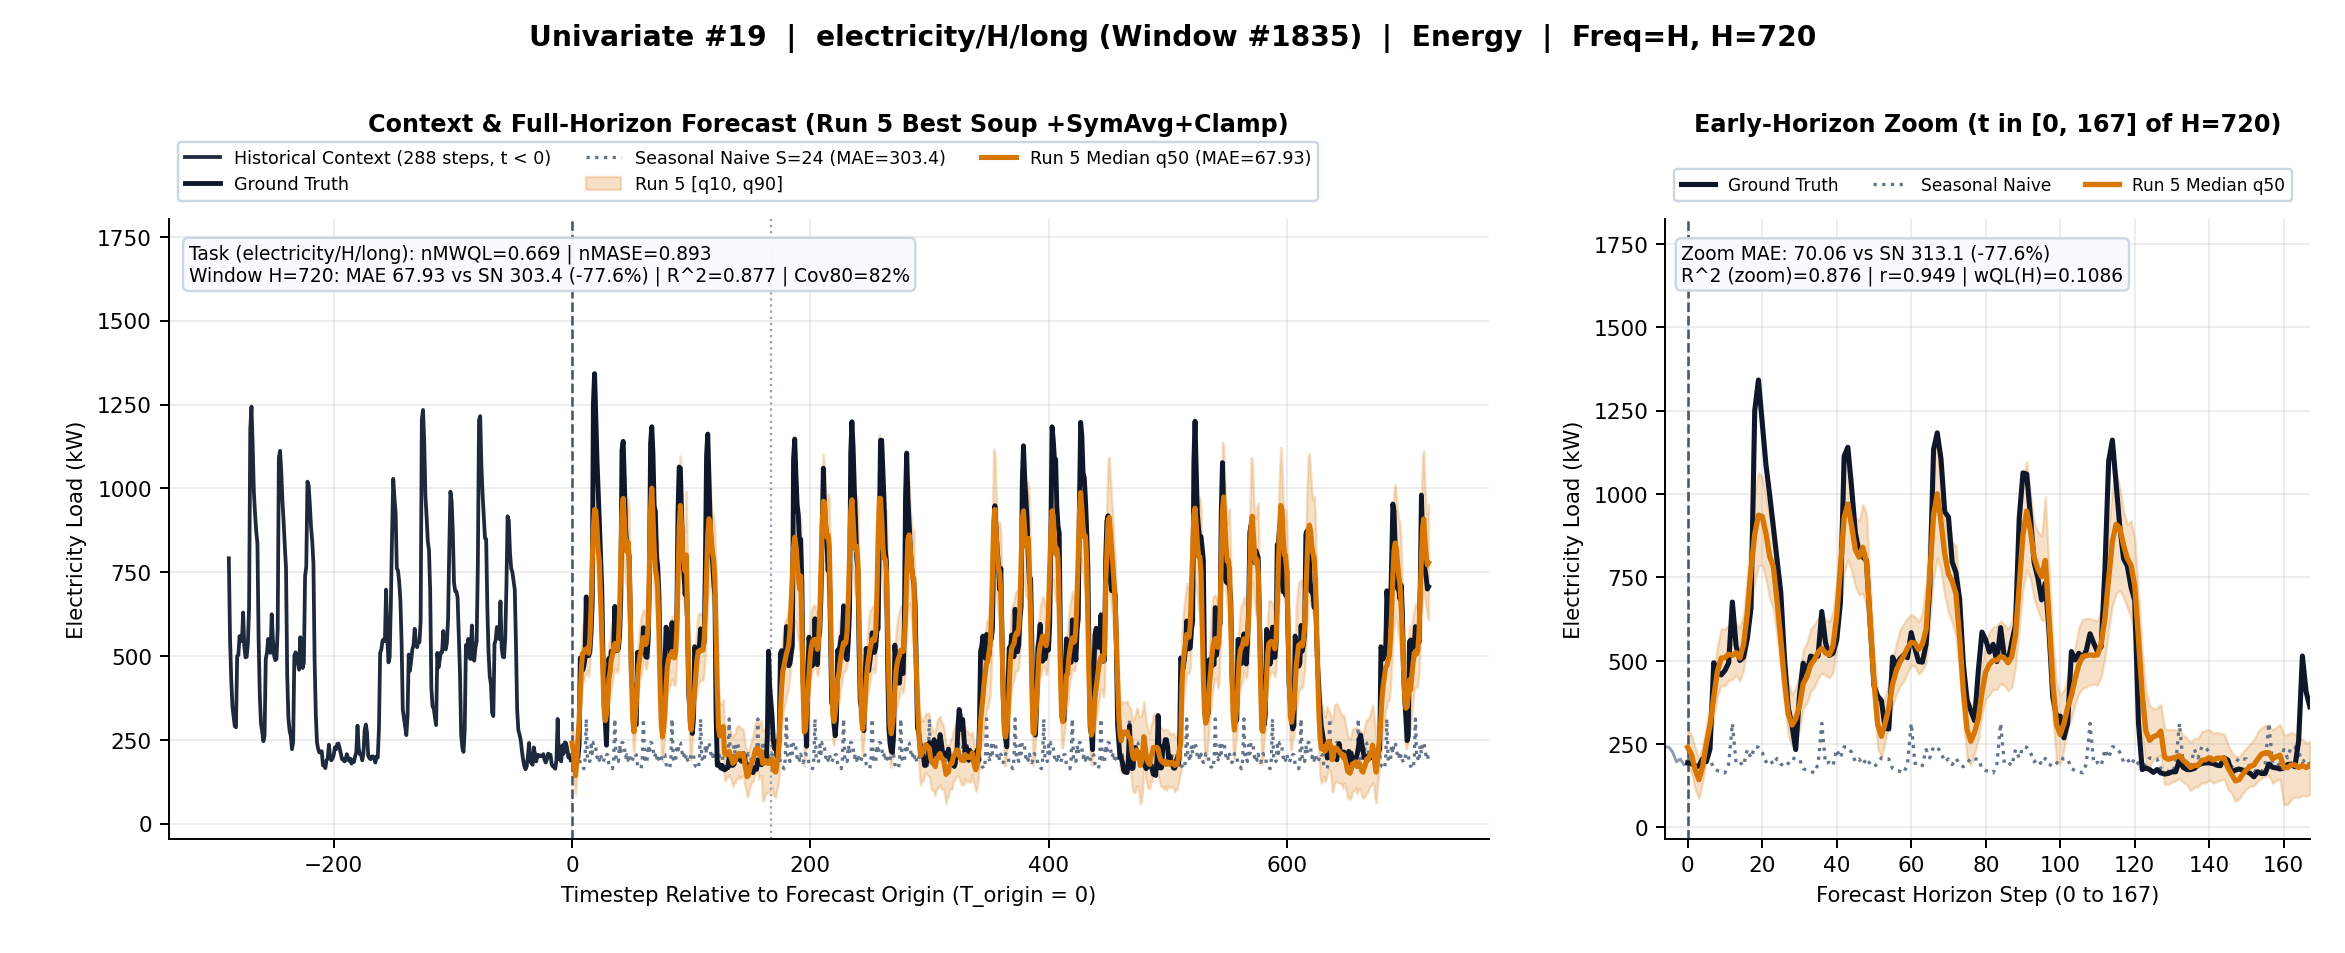 Univariate #19 | electricity/H/long (Window #1835) | Energy | Freq=H, H=720
Context & Full-Horizon Forecast (Run 5 Best Soup +SymAvg+Clamp)
Historical Context (288 steps, t < 0)
Ground Truth
Seasonal Naive S=24 (MAE=303.4)
Run 5 [q10, q90]
Run 5 Median q50 (MAE=67.93)
Task (electricity/H/long): nMWQL=0.669 | nMASE=0.893
Window H=720: MAE 67.93 vs SN 303.4 (-77.6%) | R^2=0.877 | Cov80=82%
Electricity Load (kW)
1750
1500
1250
1000
750
500
250
0
−200 0 200 400 600
Timestep Relative to Forecast Origin (T_origin = 0)
Early-Horizon Zoom (t in [0, 167] of H=720)
Ground Truth Seasonal Naive Run 5 Median q50
Zoom MAE: 70.06 vs SN 313.1 (-77.6%)
R^2 (zoom)=0.876 | r=0.949 | wQL(H)=0.1086
Electricity Load (kW)
1750
1500
1250
1000
750
500
250
0
0 20 40 60 80 100 120 140 160
Forecast Horizon Step (0 to 167)